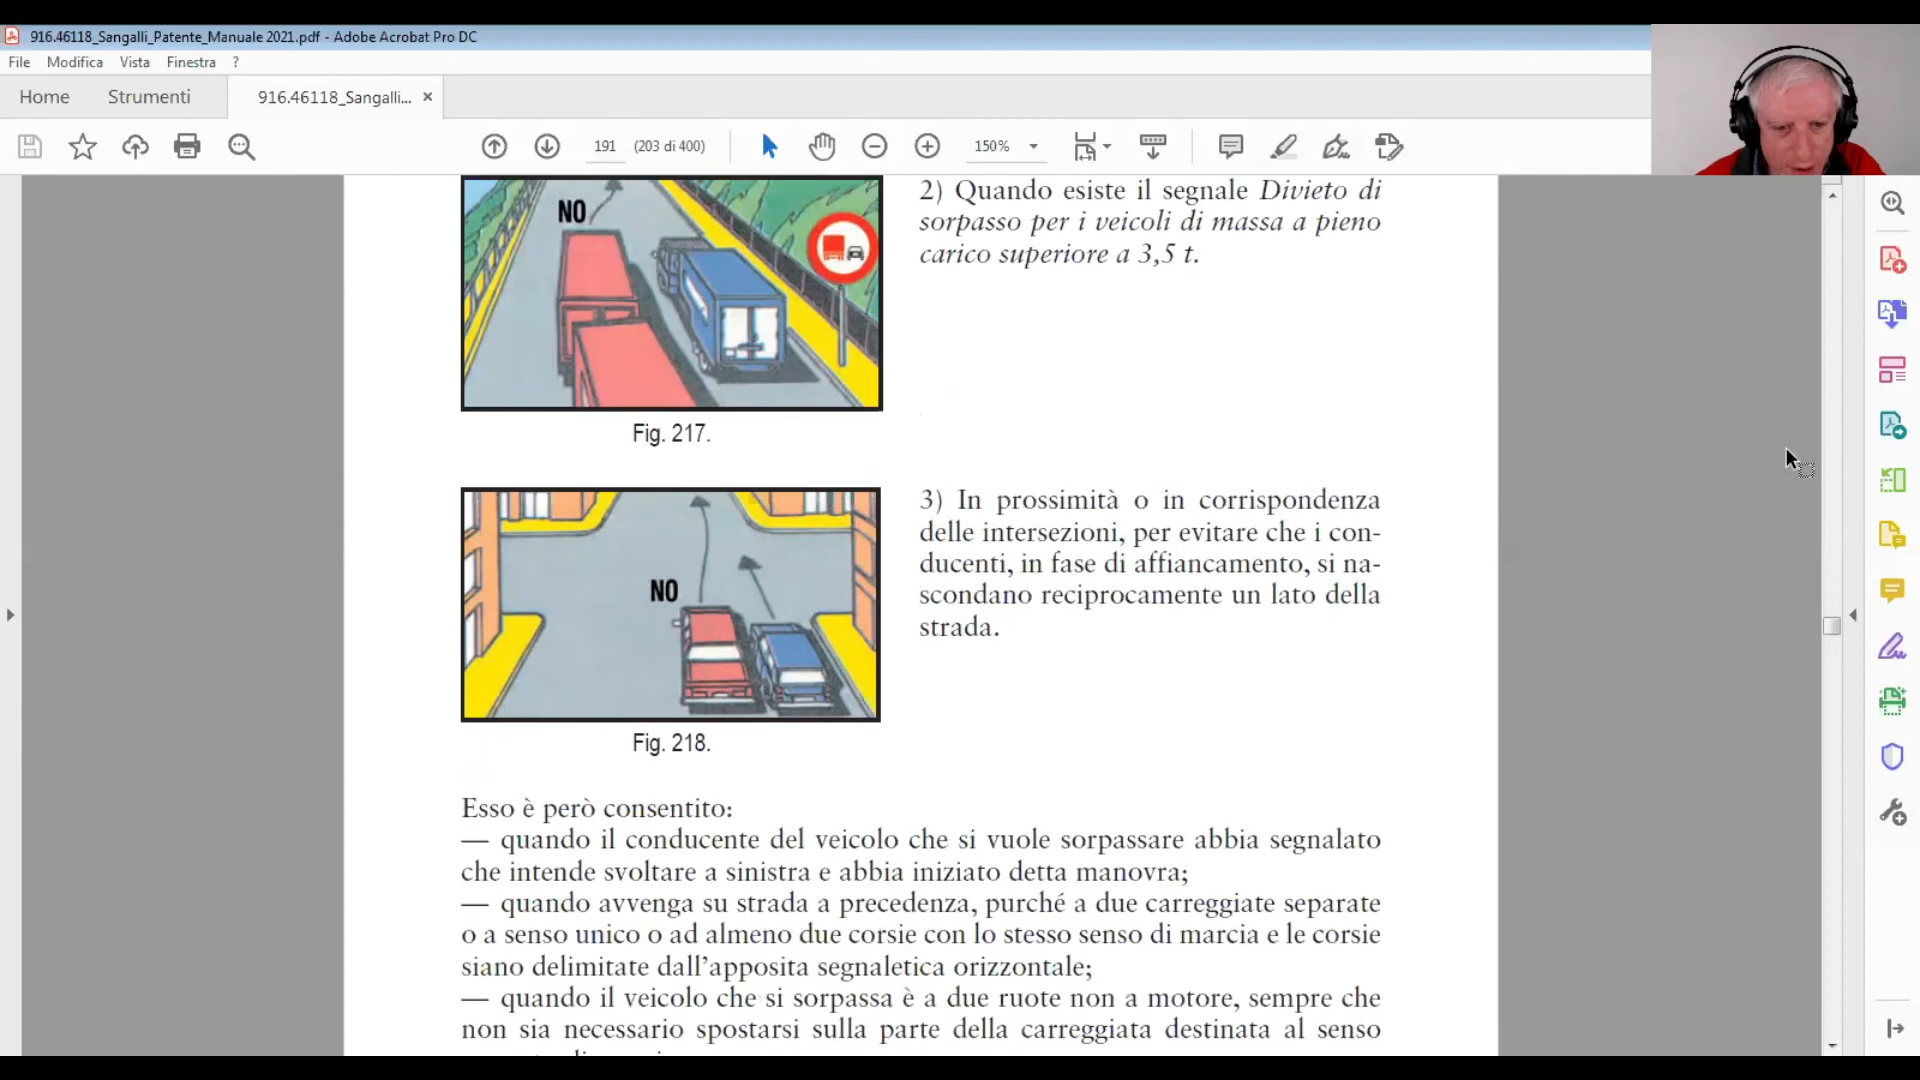 916.46118_Sangalli_Patente_Manuale 2021.pdf - Adobe Acrobat Pro DC
File Modifica Vista Finestra ?
Home Strumenti 916.46118_Sangalli... ×
191 (203 di 400) 150%
NO
2) Quando esiste il segnale Divieto di
sorpasso per i veicoli di massa a pieno
carico superiore a 3,5 t.
Fig. 217.
NO
3) In prossimità o in corrispondenza
delle intersezioni, per evitare che i con-
ducenti, in fase di affiancamento, si na-
scondano reciprocamente un lato della
strada.
Fig. 218.
Esso è però consentito:
— quando il conducente del veicolo che si vuole sorpassare abbia segnalato
che intende svoltare a sinistra e abbia iniziato detta manovra;
— quando avvenga su strada a precedenza, purché a due carreggiate separate
o a senso unico o ad almeno due corsie con lo stesso senso di marcia e le corsie
siano delimitate dall'apposita segnaletica orizzontale;
— quando il veicolo che si sorpassa è a due ruote non a motore, sempre che
non sia necessario spostarsi sulla parte della carreggiata destinata al senso